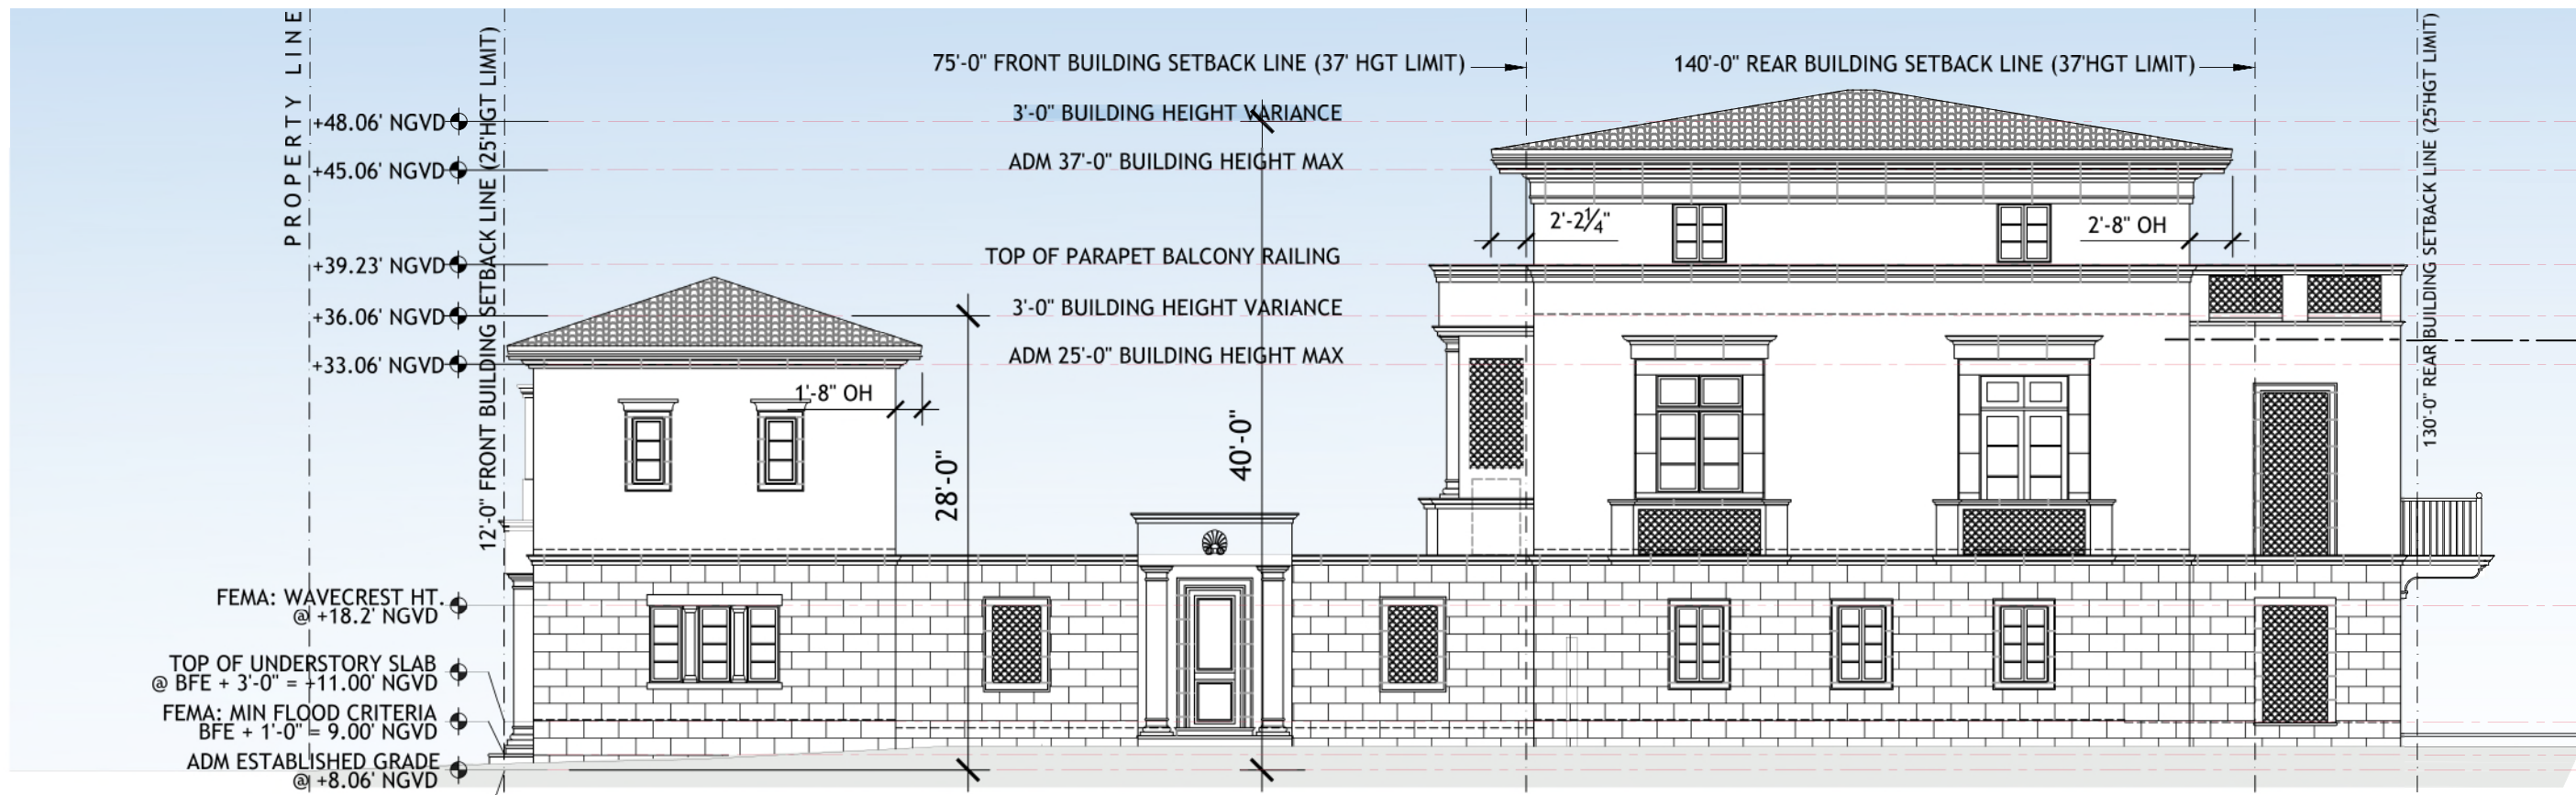 PROPERTY LINE
12'-0" FRONT BUILDING SETBACK LINE (25'HGT LIMIT)
75'-0" FRONT BUILDING SETBACK LINE (37' HGT LIMIT)
140'-0" REAR BUILDING SETBACK LINE (37'HGT LIMIT)
130'-0" REAR BUILDING SETBACK LINE (25'HGT LIMIT)
+48.06' NGVD
3'-0" BUILDING HEIGHT VARIANCE
+45.06' NGVD
ADM 37'-0" BUILDING HEIGHT MAX
2'-2¼"
2'-8" OH
+39.23' NGVD
TOP OF PARAPET BALCONY RAILING
+36.06' NGVD
3'-0" BUILDING HEIGHT VARIANCE
+33.06' NGVD
ADM 25'-0" BUILDING HEIGHT MAX
1'-8" OH
28'-0"
40'-0"
FEMA: WAVECREST HT.
@ +18.2' NGVD
TOP OF UNDERSTORY SLAB
@ BFE + 3'-0" = +11.00' NGVD
FEMA: MIN FLOOD CRITERIA
BFE + 1'-0" = 9.00' NGVD
ADM ESTABLISHED GRADE
@ +8.06' NGVD